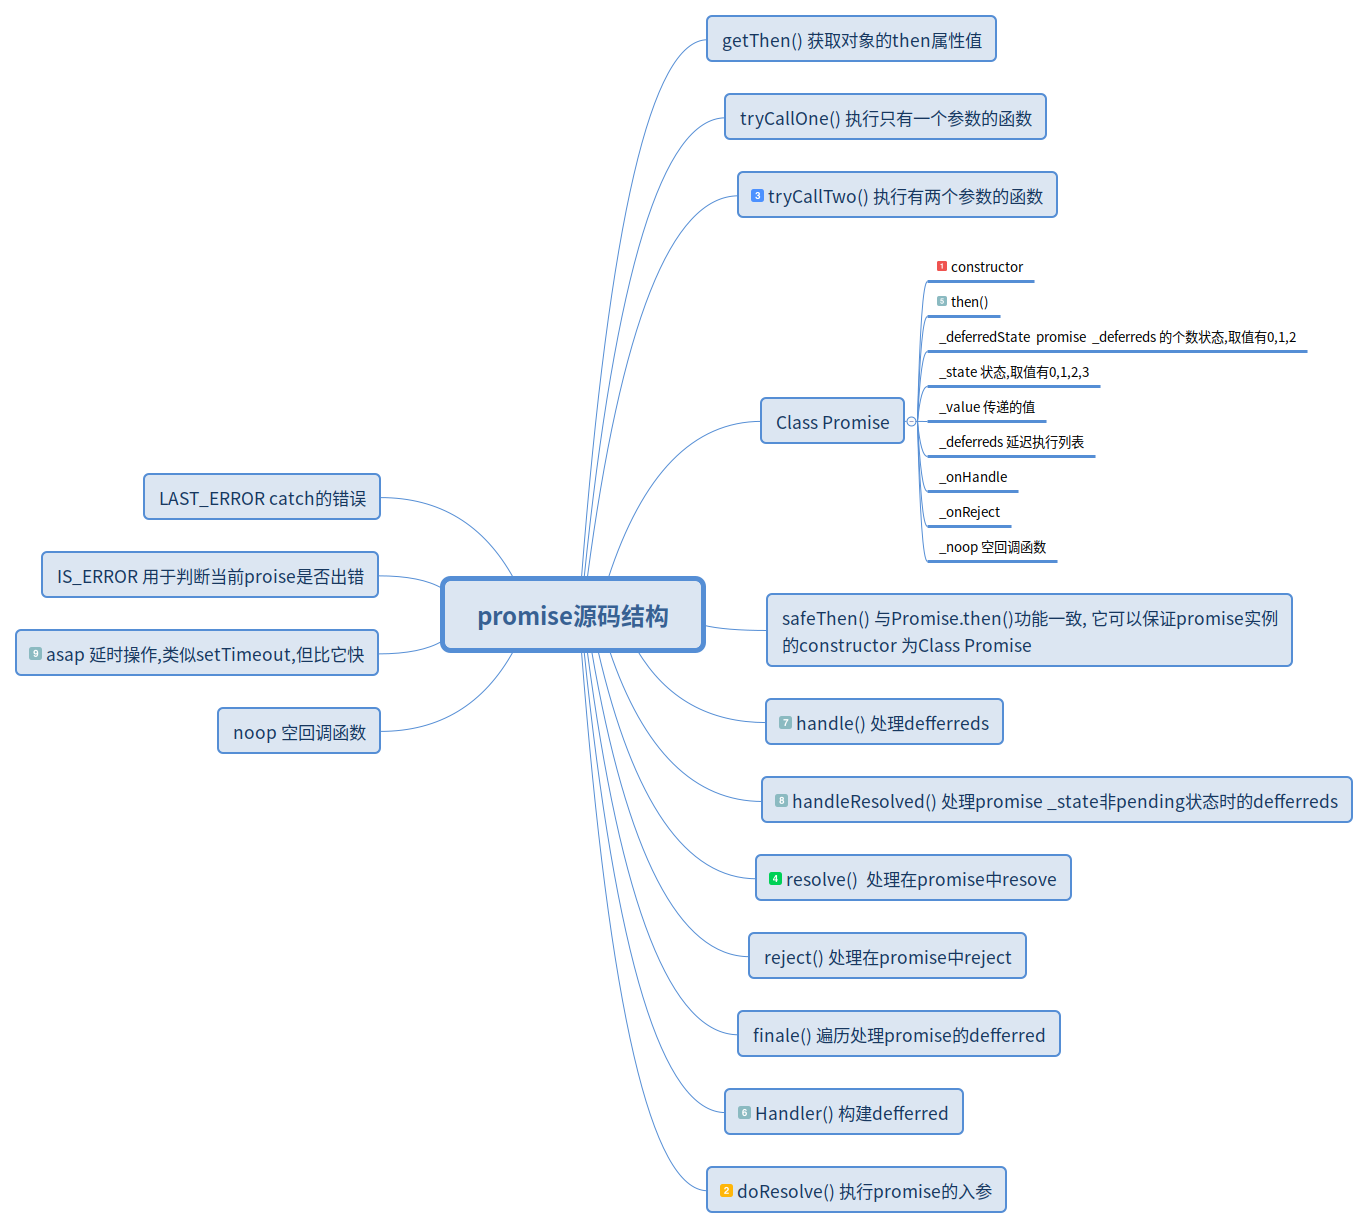 getThen() 获取对象的then属性值
tryCallOne() 执行只有一个参数的函数
3 tryCallTwo() 执行有两个参数的函数
1 constructor
5 then()
_deferredState promise _deferreds 的个数状态,取值有0,1,2
_state 状态,取值有0,1,2,3
_value 传递的值
Class Promise
_deferreds 延迟执行列表
_onHandle
_onReject
_noop 空回调函数
LAST_ERROR catch的错误
IS_ERROR 用于判断当前proise是否出错
9 asap 延时操作,类似setTimeout,但比它快
noop 空回调函数
promise源码结构
safeThen() 与Promise.then()功能一致, 它可以保证promise实例
的constructor 为Class Promise
7 handle() 处理defferreds
8 handleResolved() 处理promise _state非pending状态时的defferreds
4 resolve() 处理在promise中resove
reject() 处理在promise中reject
finale() 遍历处理promise的defferred
6 Handler() 构建defferred
2 doResolve() 执行promise的入参